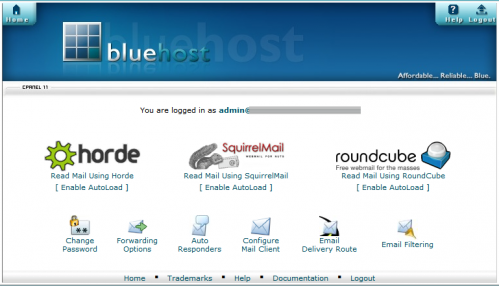 Home
Help Logout
bluehost
Affordable... Reliable... Blue.
CPANEL 11
You are logged in as admin@
horde
SquirrelMail
WEBMAIL FOR NUTS
roundcube
Free webmail for the masses
Read Mail Using Horde
Read Mail Using SquirrelMail
Read Mail Using RoundCube
[ Enable AutoLoad ]
[ Enable AutoLoad ]
[ Enable AutoLoad ]
Change
Password
Forwarding
Options
Auto
Responders
Configure
Mail Client
Email
Delivery Route
Email Filtering
Home • Trademarks • Help • Documentation • Logout